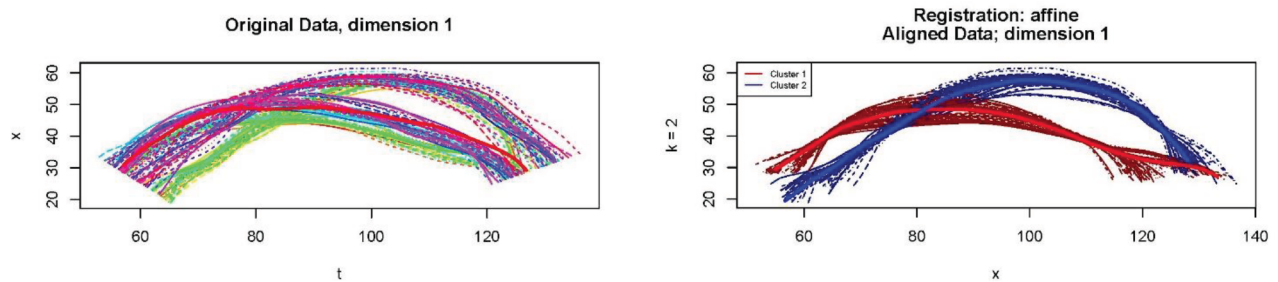 Original Data, dimension 1
60
50
40
30
20
x
60
80
100
120
t
Registration: affine
Aligned Data; dimension 1
Cluster 1
Cluster 2
60
50
40
30
20
k = 2
60
80
100
120
140
x